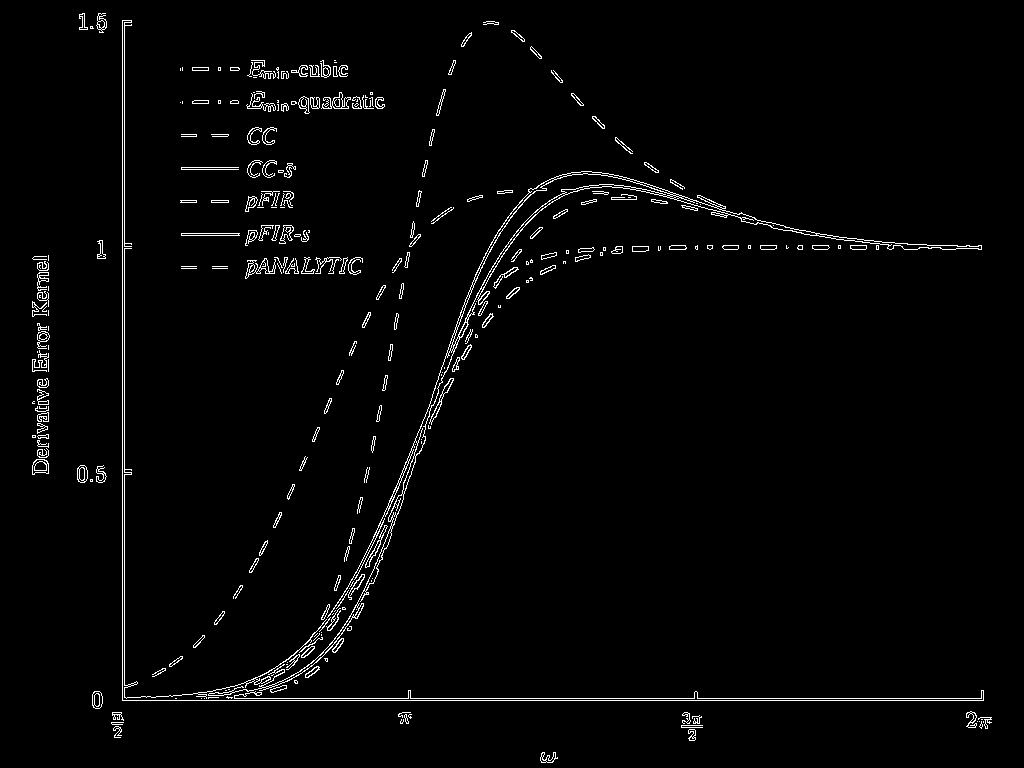 1.5
E_min-cubic
E_min-quadratic
CC
CC-s
pFIR
pFIR-s
pANALYTIC
1
Derivative Error Kernel
0.5
0
π/2
π
3π/2
2π
ω